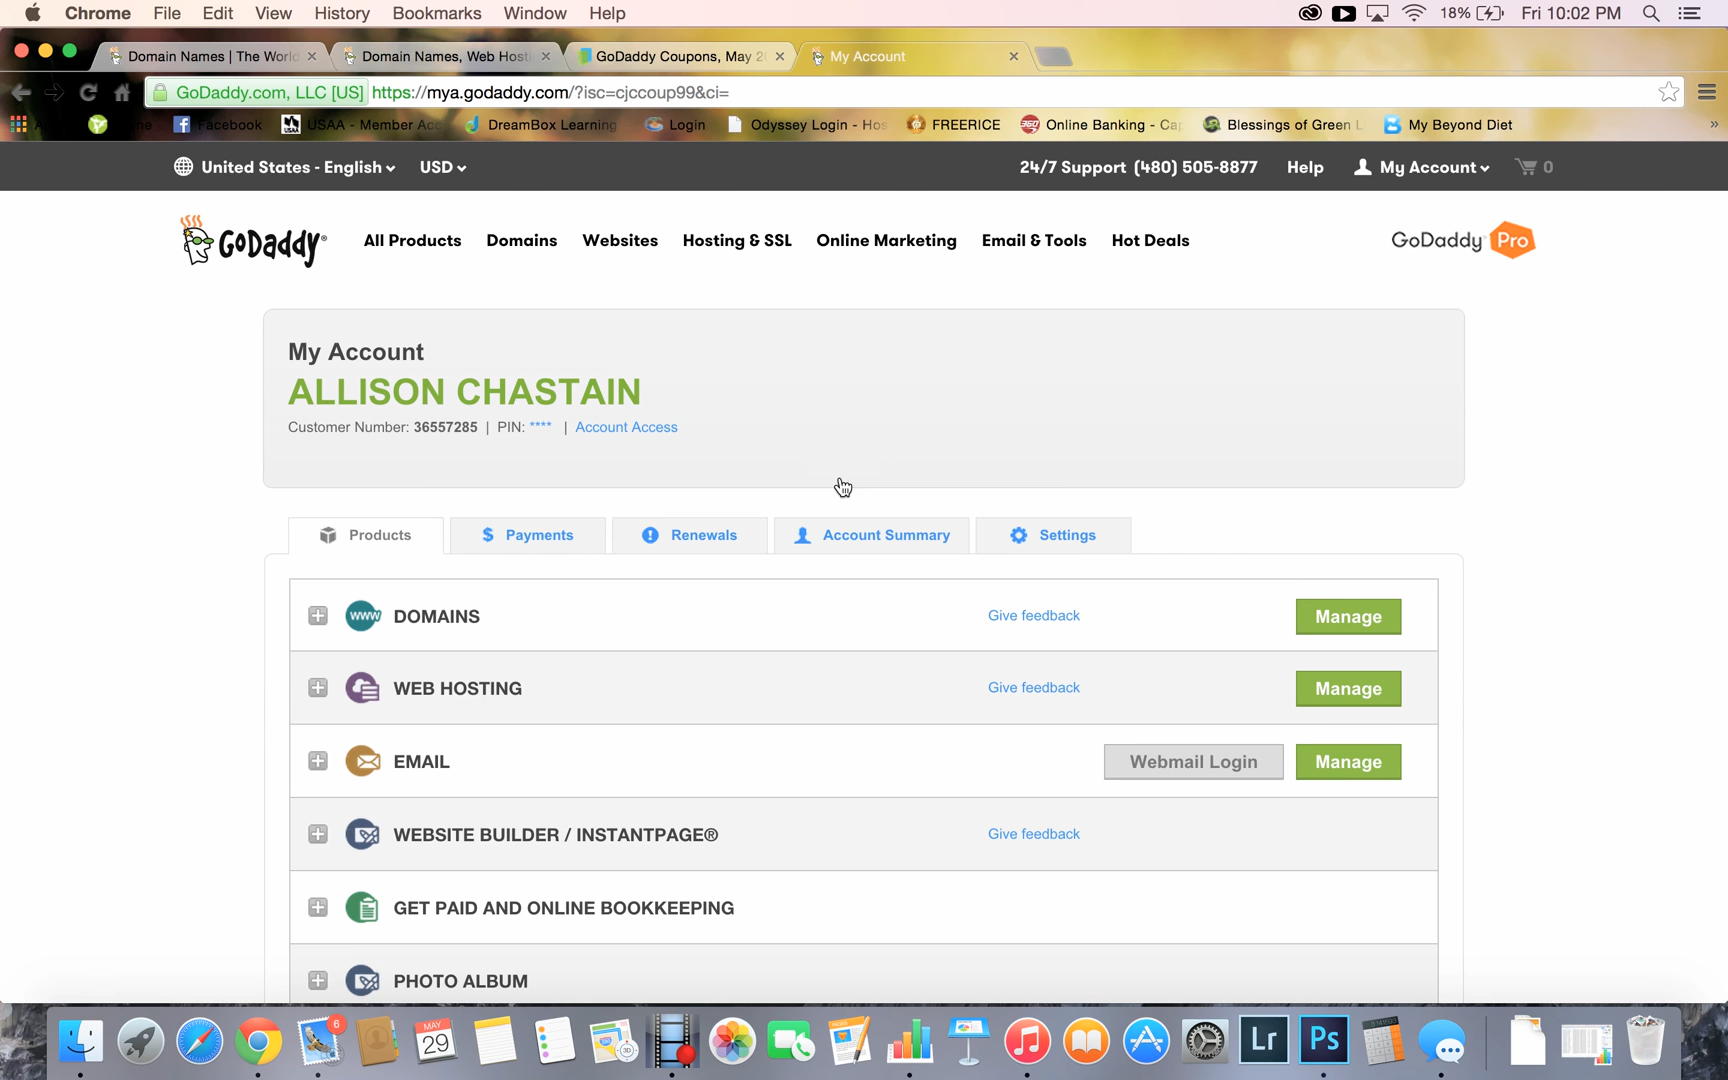 Chrome File Edit View History Bookmarks Window Help 18% Fri 10:02 PM
Domain Names | The World Domain Names, Web Hosti GoDaddy Coupons, May 2 My Account
GoDaddy.com, LLC [US] https://mya.godaddy.com/?isc=cjccoup99&ci=
Facebook USAA - Member Acc DreamBox Learning Login Odyssey Login - Hos FREERICE Online Banking - Cap Blessings of Green L My Beyond Diet »
United States - English USD 24/7 Support (480) 505-8877 Help My Account 0
GoDaddy® All Products Domains Websites Hosting & SSL Online Marketing Email & Tools Hot Deals GoDaddy Pro
My Account
ALLISON CHASTAIN
Customer Number: 36557285 | PIN: **** | Account Access
Products $ Payments Renewals Account Summary Settings
www DOMAINS Give feedback Manage
WEB HOSTING Give feedback Manage
EMAIL Webmail Login Manage
WEBSITE BUILDER / INSTANTPAGE® Give feedback
GET PAID AND ONLINE BOOKKEEPING
PHOTO ALBUM
6 MAY 29 3D Lr Ps